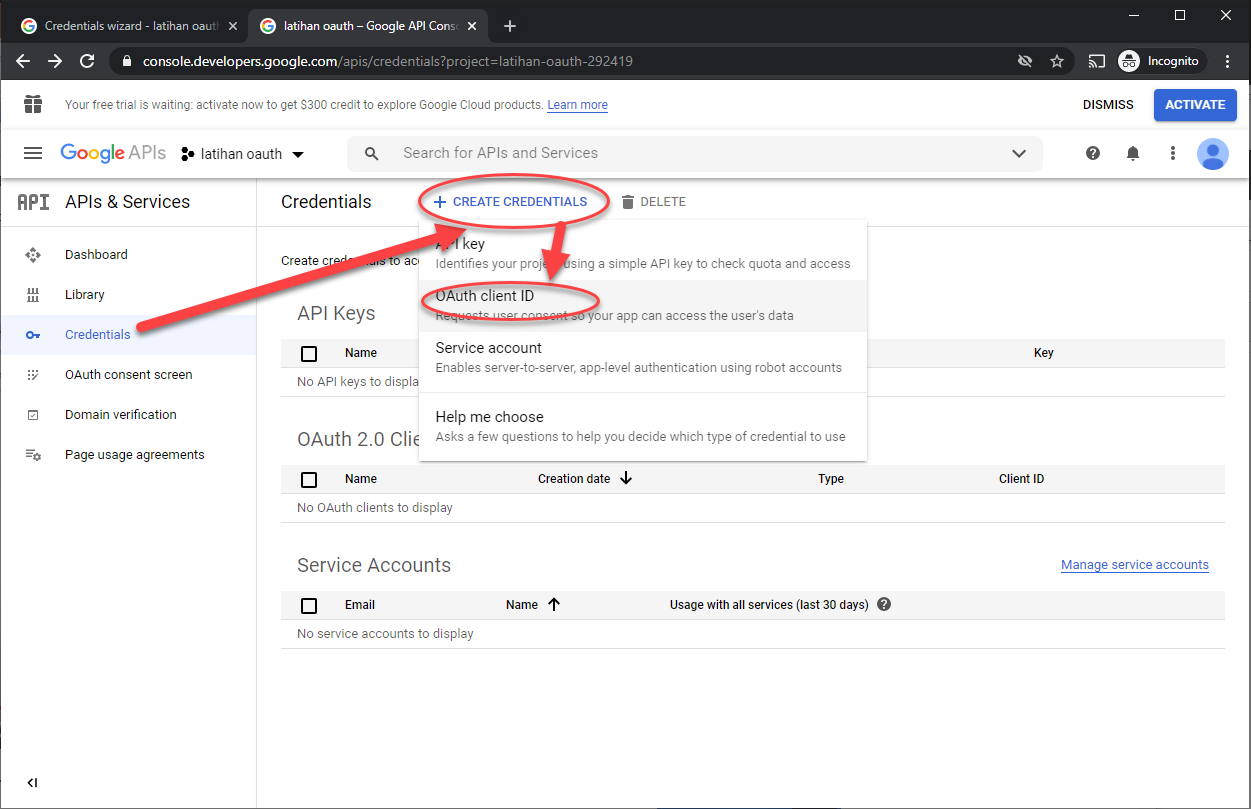 Credentials wizard - latihan oaut
latihan oauth – Google API Cons
console.developers.google.com/apis/credentials?project=latihan-oauth-292419
Incognito
Your free trial is waiting: activate now to get $300 credit to explore Google Cloud products. Learn more
DISMISS
ACTIVATE
Google APIs
latihan oauth
Search for APIs and Services
API APIs & Services
Credentials
+ CREATE CREDENTIALS
DELETE
Dashboard
Library
Credentials
OAuth consent screen
Domain verification
Page usage agreements
Create credentials to acc
API key
Identifies your project using a simple API key to check quota and access
OAuth client ID
Requests user consent so your app can access the user's data
Service account
Enables server-to-server, app-level authentication using robot accounts
Help me choose
Asks a few questions to help you decide which type of credential to use
API Keys
Name
Key
No API keys to displa
OAuth 2.0 Clie
Name
Creation date
Type
Client ID
No OAuth clients to display
Service Accounts
Manage service accounts
Email
Name
Usage with all services (last 30 days)
No service accounts to display